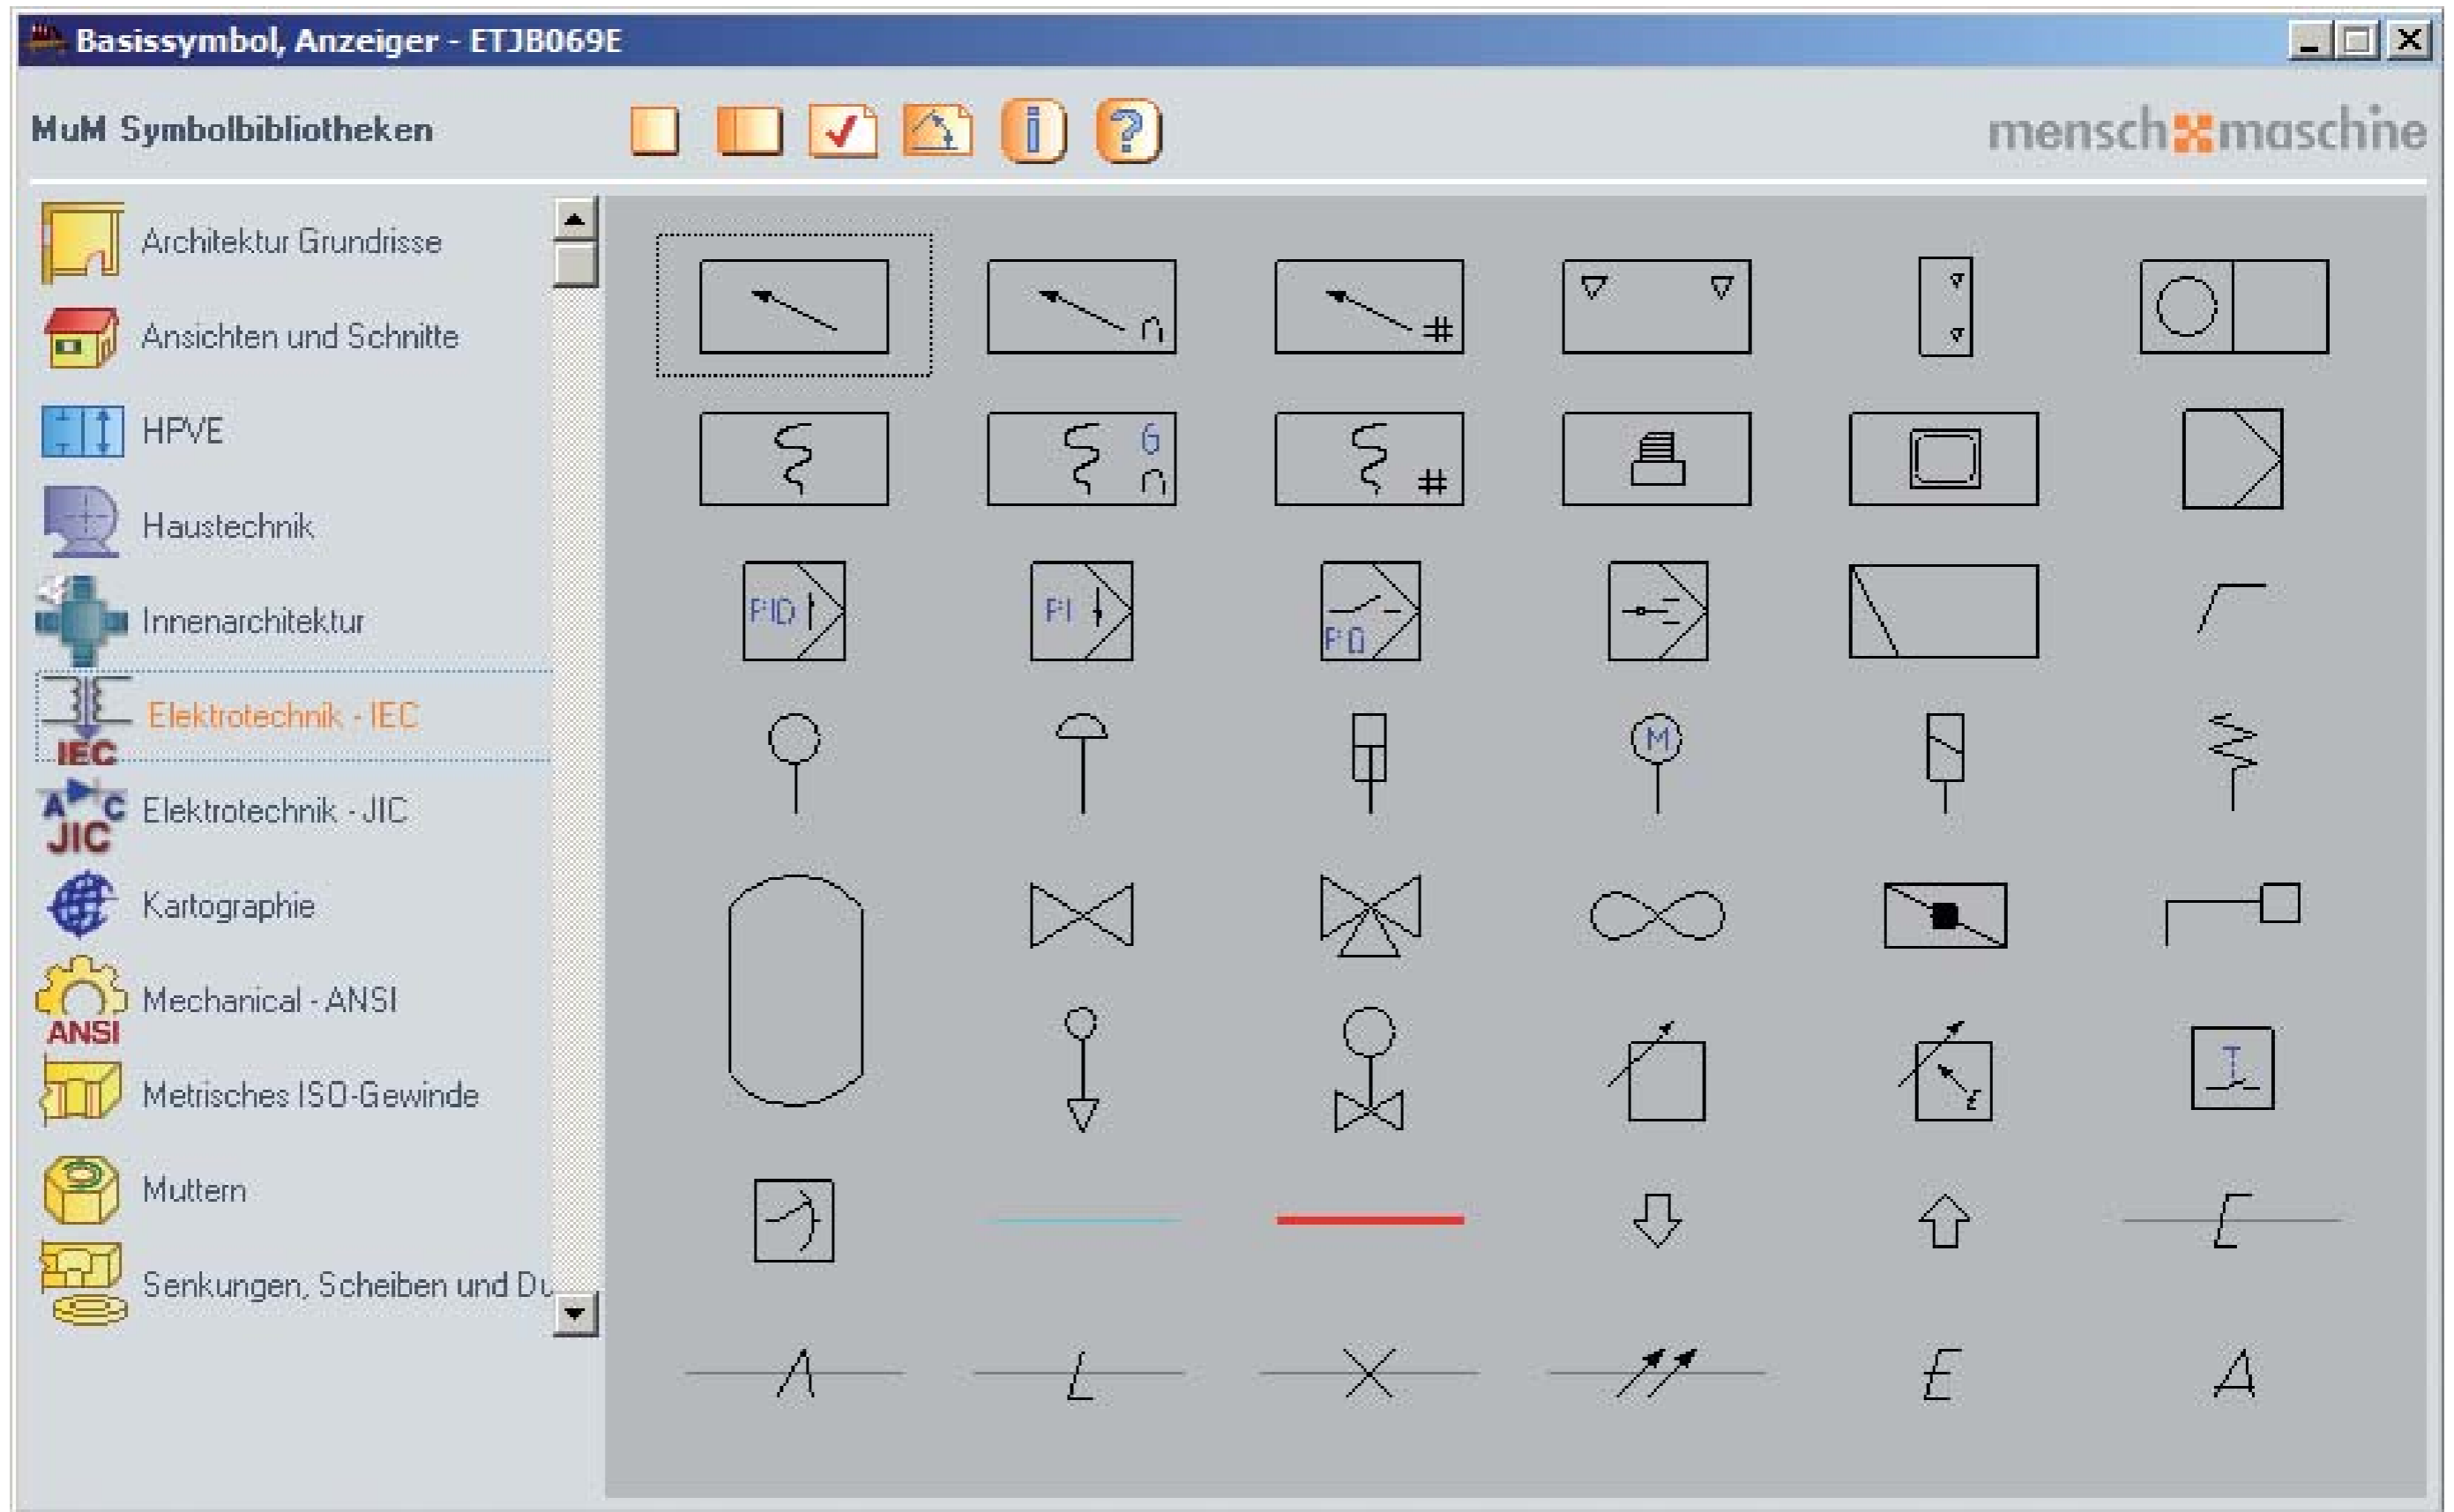 Basissymbol, Anzeiger - ETJB069E
MuM Symbolbibliotheken
mensch maschine
Architektur Grundrisse
Ansichten und Schnitte
HPVE
Haustechnik
Innenarchitektur
Elektrotechnik - IEC
IEC
A C
JIC
Elektrotechnik - JIC
Kartographie
Mechanical - ANSI
ANSI
Metrisches ISO-Gewinde
Muttern
Senkungen, Scheiben und Du
n
#
G
n
#
PID
PI
M
T
E
A